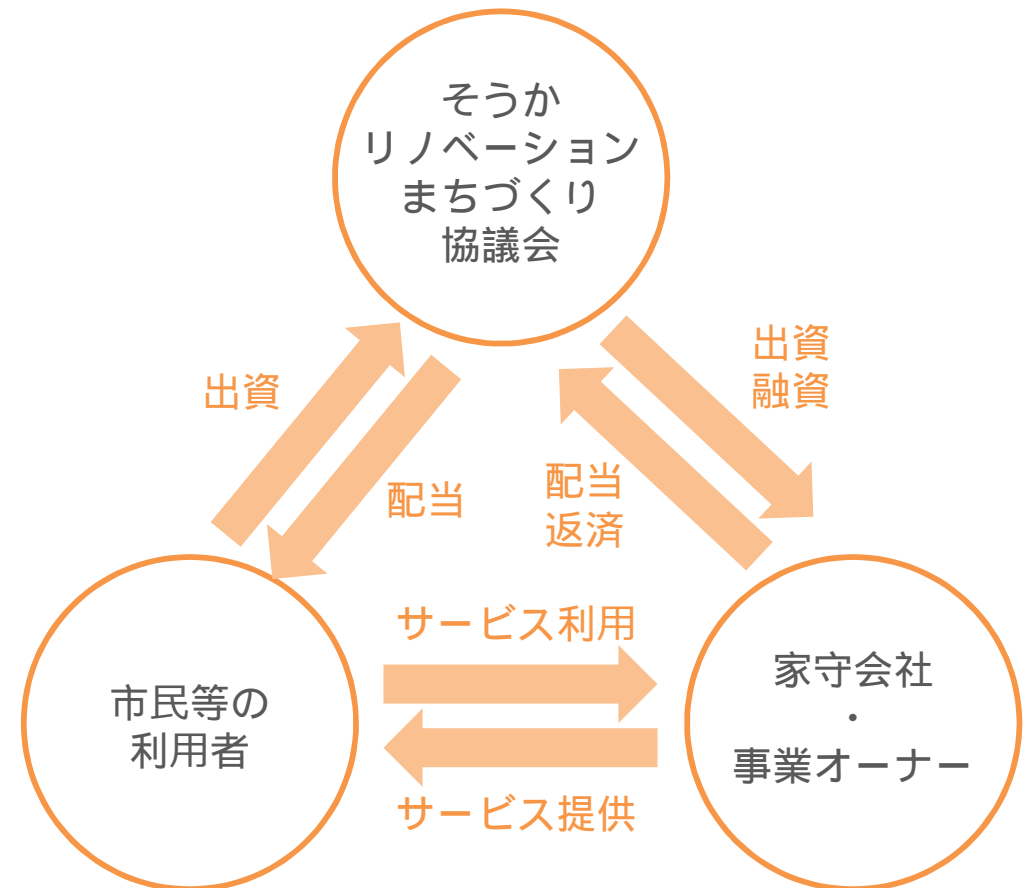 そうか
リノベーション
まちづくり
協議会
出資
出資
融資
配当
配当
返済
サービス利用
市民等の
利用者
家守会社
・
事業オーナー
サービス提供